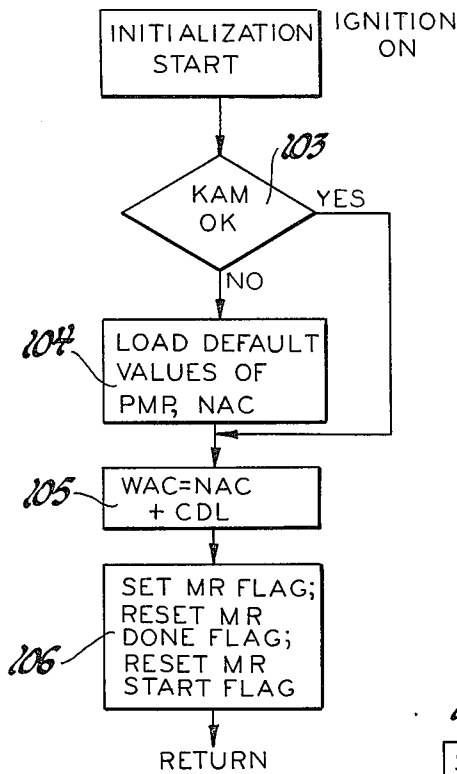 INITIALIZATION
START
IGNITION
ON
103
KAM
OK
YES
NO
104
LOAD DEFAULT
VALUES OF
PMP, NAC
105
WAC=NAC
+ CDL
106
SET MR FLAG;
RESET MR
DONE FLAG;
RESET MR
START FLAG
RETURN